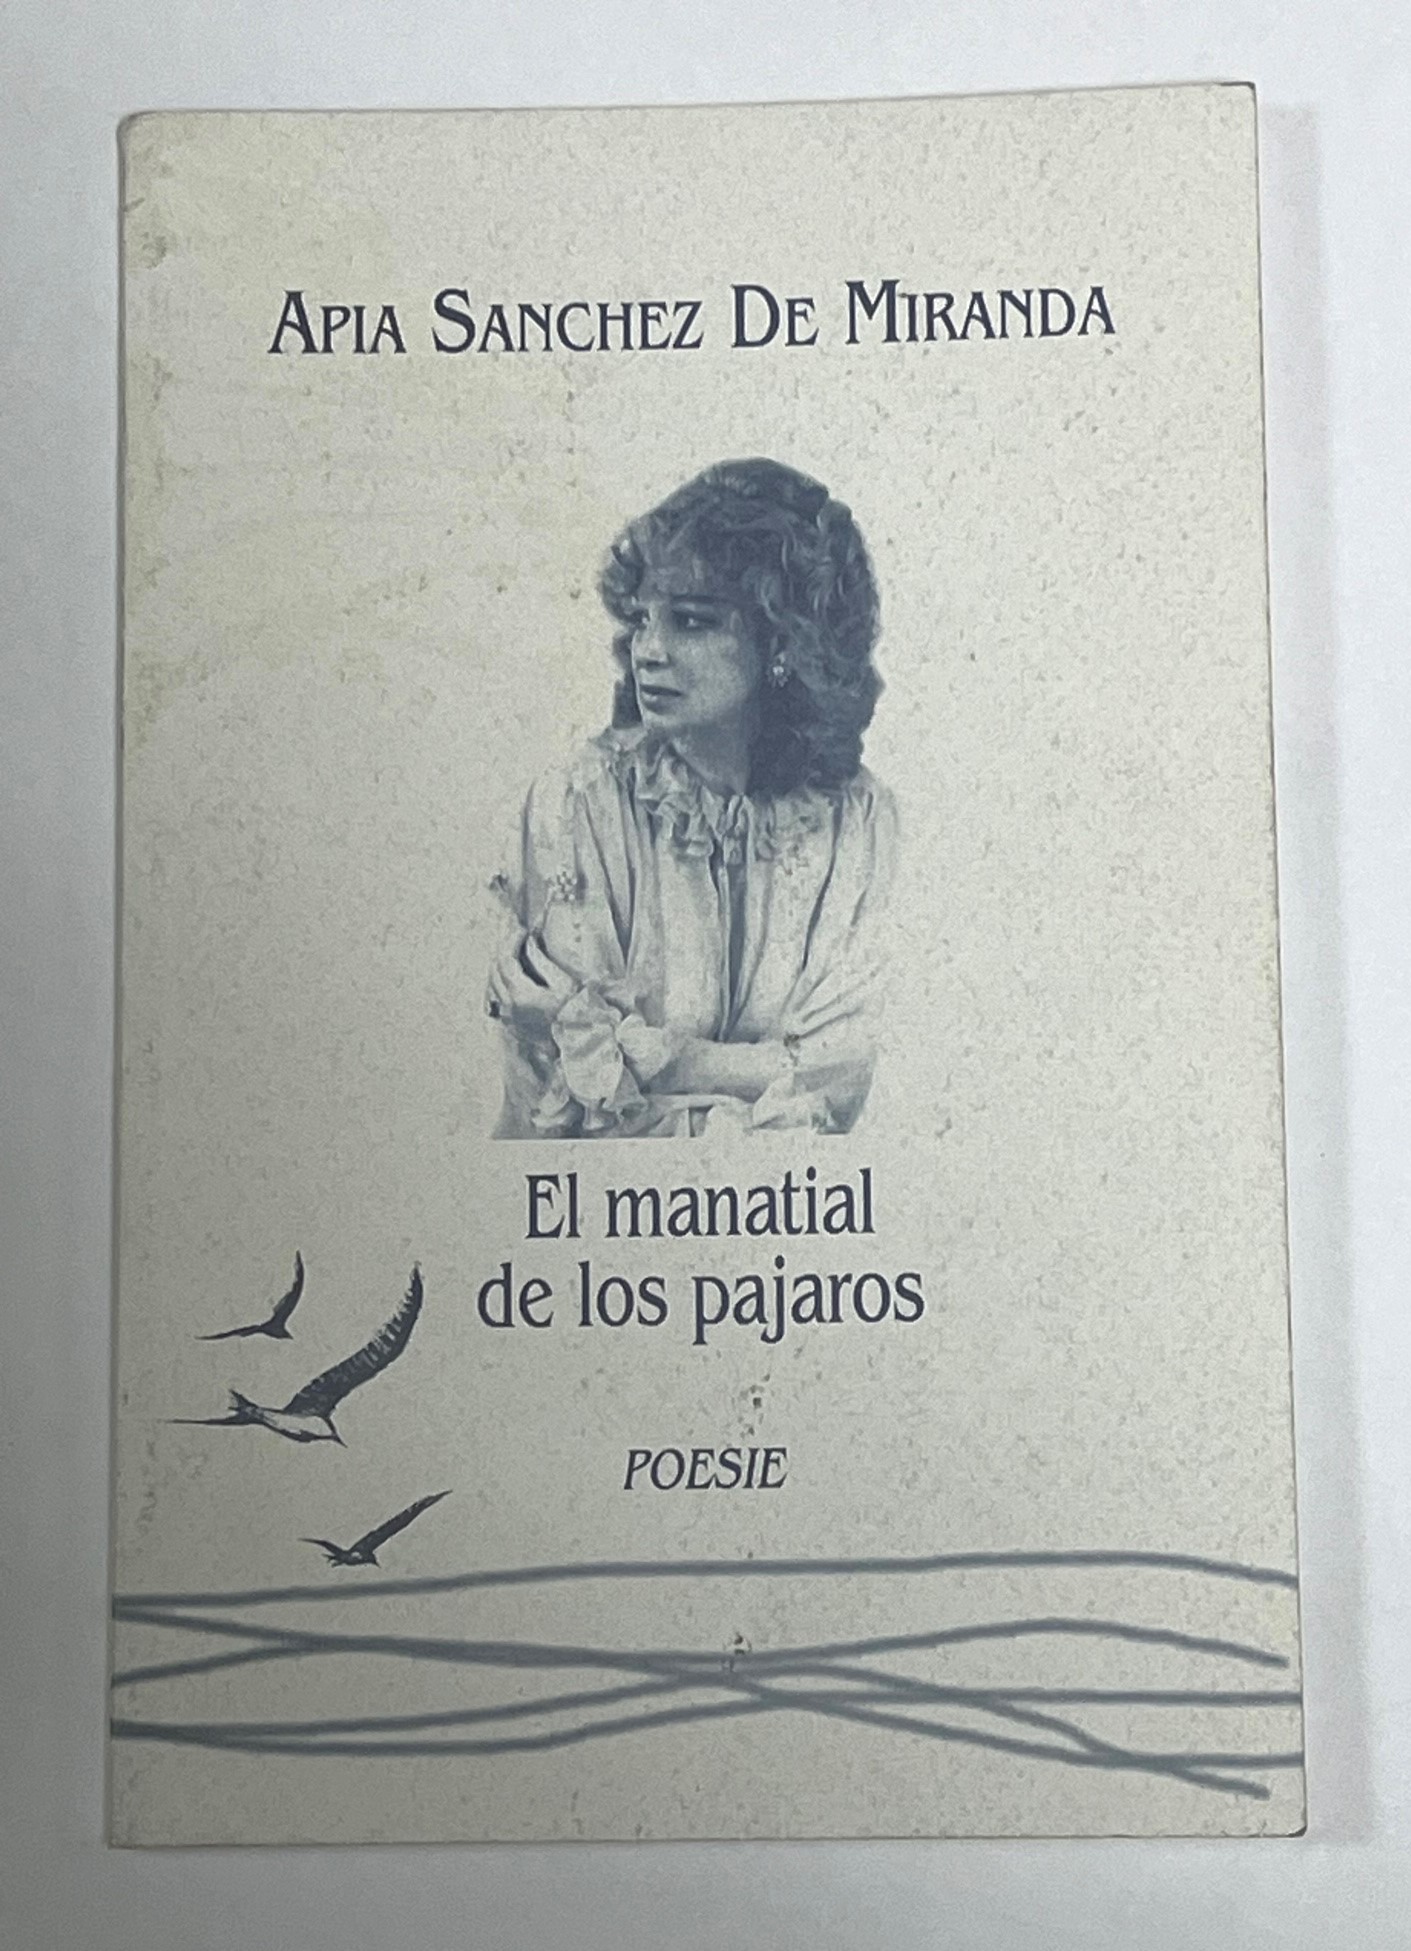 APIA SANCHEZ DE MIRANDA
El manatial
de los pajaros
POESIE